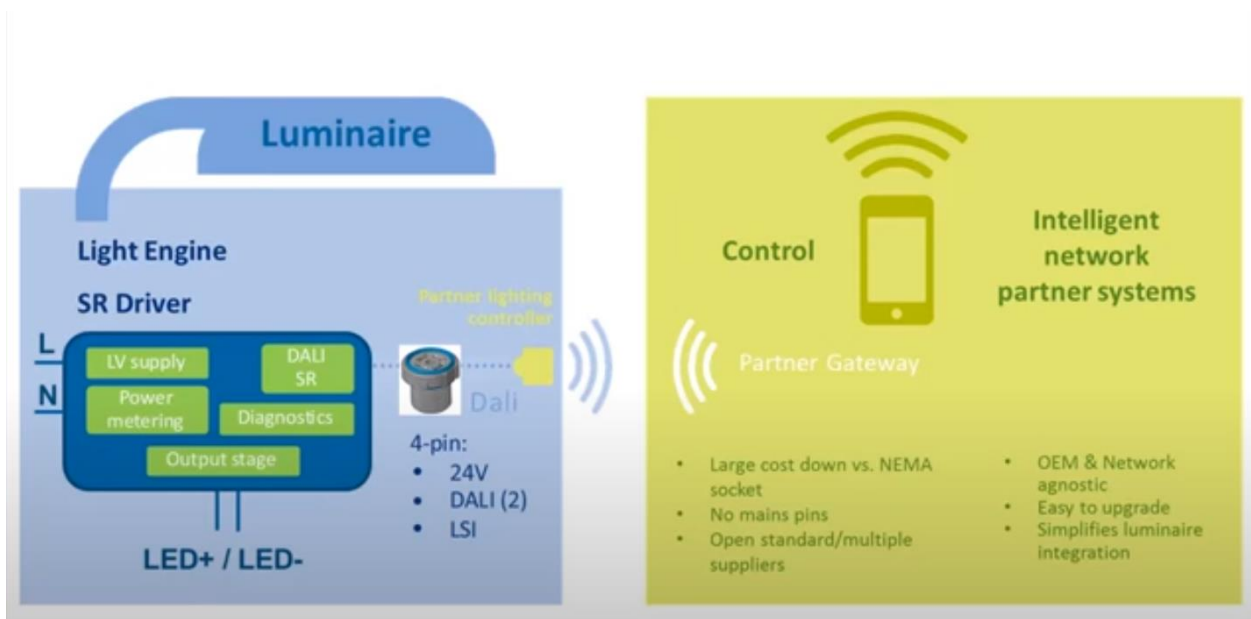 Luminaire
Light Engine
SR Driver
L
N
LV supply
DALI
SR
Power
metering
Diagnostics
Output stage
LED+ / LED-
Partner lighting
controller
Dali
4-pin:
• 24V
• DALI (2)
• LSI
Control
Intelligent
network
partner systems
Partner Gateway
• Large cost down vs. NEMA
socket
• No mains pins
• Open standard/multiple
suppliers
• OEM & Network
agnostic
• Easy to upgrade
• Simplifies luminaire
integration